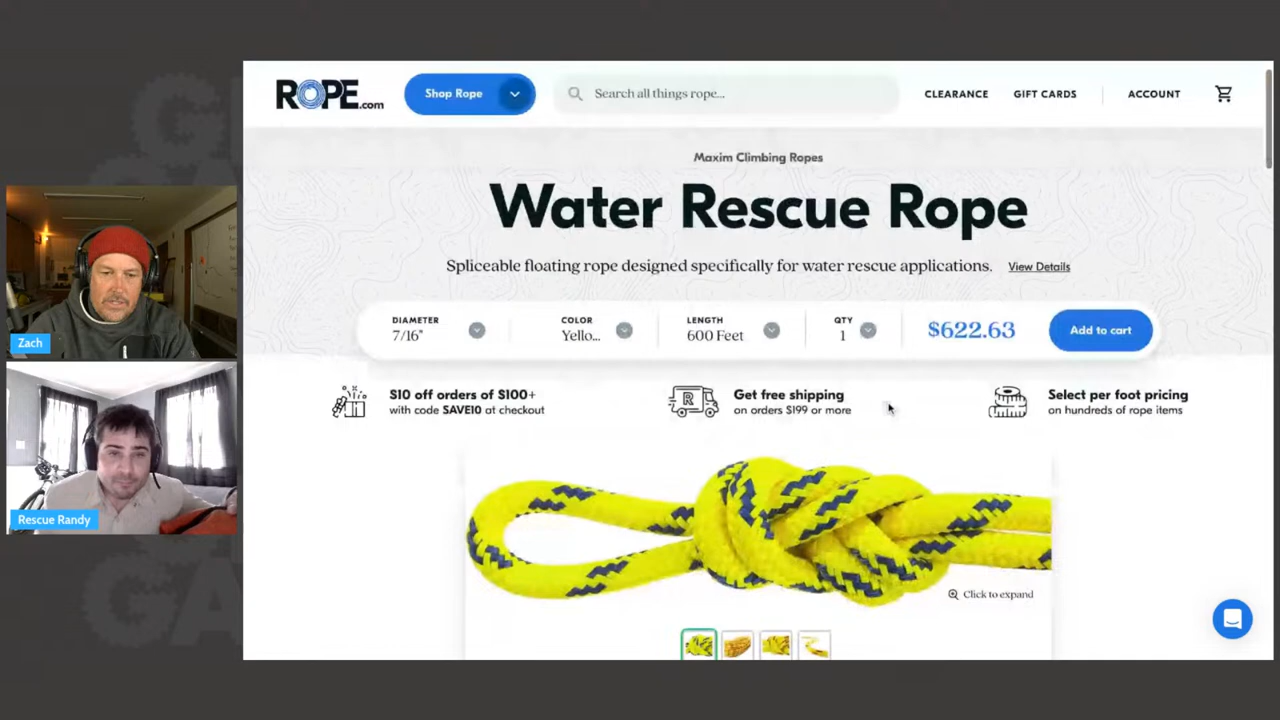 ROPE.com
Shop Rope
Search all things rope...
CLEARANCE
GIFT CARDS
ACCOUNT
Maxim Climbing Ropes
Water Rescue Rope
Spliceable floating rope designed specifically for water rescue applications. View Details
DIAMETER
7/16"
COLOR
Yello...
LENGTH
600 Feet
QTY
1
$622.63
Add to cart
$10 off orders of $100+
with code SAVE10 at checkout
R
Get free shipping
on orders $199 or more
Select per foot pricing
on hundreds of rope items
Click to expand
Zach
Rescue Randy